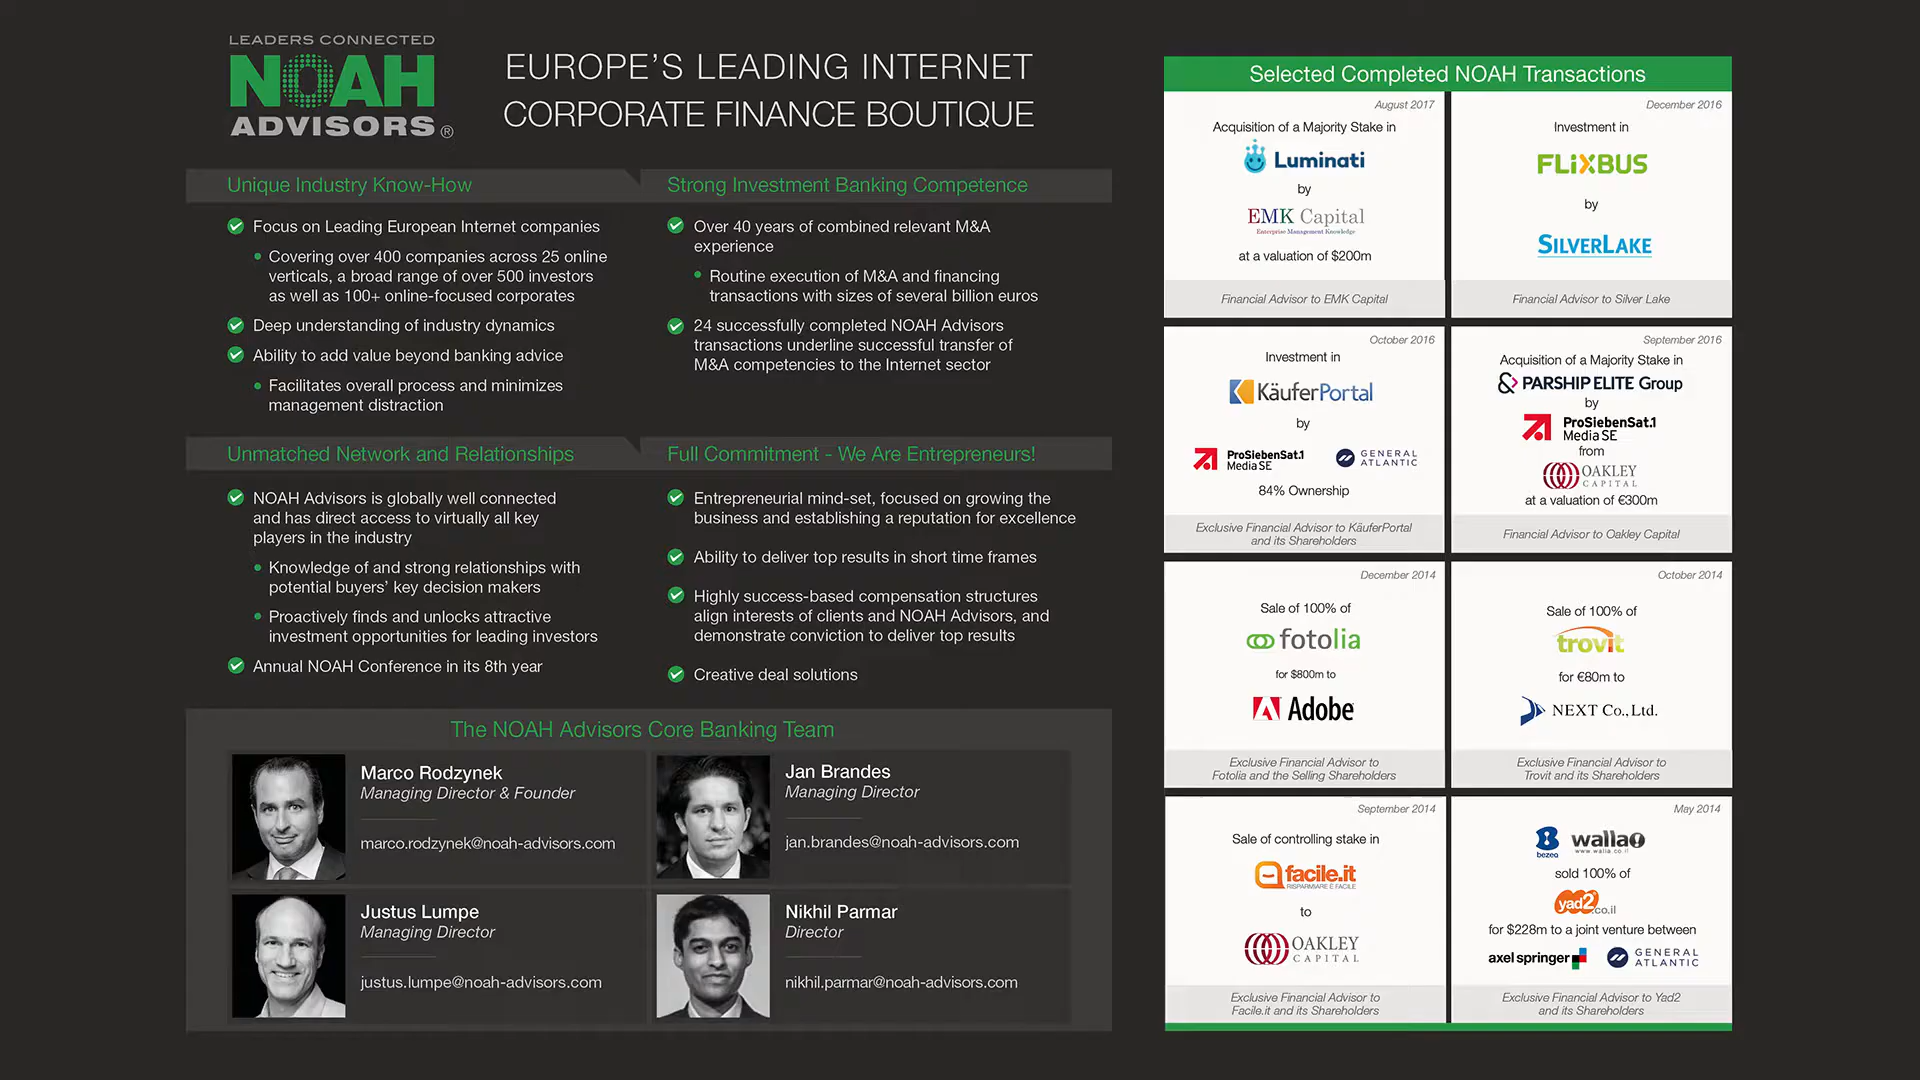 LEADERS CONNECTED
NOAH
ADVISORS®
EUROPE'S LEADING INTERNET
CORPORATE FINANCE BOUTIQUE
Unique Industry Know-How
Focus on Leading European Internet companies
Covering over 400 companies across 25 online
verticals, a broad range of over 500 investors
as well as 100+ online-focused corporates
Deep understanding of industry dynamics
Ability to add value beyond banking advice
Facilitates overall process and minimizes
management distraction
Strong Investment Banking Competence
Over 40 years of combined relevant M&A
experience
Routine execution of M&A and financing
transactions with sizes of several billion euros
24 successfully completed NOAH Advisors
transactions underline successful transfer of
M&A competencies to the Internet sector
Unmatched Network and Relationships
NOAH Advisors is globally well connected
and has direct access to virtually all key
players in the industry
Knowledge of and strong relationships with
potential buyers' key decision makers
Proactively finds and unlocks attractive
investment opportunities for leading investors
Annual NOAH Conference in its 8th year
Full Commitment - We Are Entrepreneurs!
Entrepreneurial mind-set, focused on growing the
business and establishing a reputation for excellence
Ability to deliver top results in short time frames
Highly success-based compensation structures
align interests of clients and NOAH Advisors, and
demonstrate conviction to deliver top results
Creative deal solutions
The NOAH Advisors Core Banking Team
Marco Rodzynek
Managing Director & Founder
marco.rodzynek@noah-advisors.com
Jan Brandes
Managing Director
jan.brandes@noah-advisors.com
Justus Lumpe
Managing Director
justus.lumpe@noah-advisors.com
Nikhil Parmar
Director
nikhil.parmar@noah-advisors.com
Selected Completed NOAH Transactions
August 2017
Acquisition of a Majority Stake in
Luminati
by
EMK Capital
Enterprise Management Knowledge
at a valuation of $200m
Financial Advisor to EMK Capital
December 2016
Investment in
FLiXBUS
by
SILVERLAKE
Financial Advisor to Silver Lake
October 2016
Investment in
KäuferPortal
by
ProSiebenSat.1
Media SE
GENERAL
ATLANTIC
84% Ownership
Exclusive Financial Advisor to KäuferPortal
and its Shareholders
September 2016
Acquisition of a Majority Stake in
PARSHIP ELITE Group
by
ProSiebenSat.1
Media SE
from
OAKLEY
CAPITAL
at a valuation of €300m
Financial Advisor to Oakley Capital
December 2014
Sale of 100% of
fotolia
for $800m to
Adobe
Exclusive Financial Advisor to
Fotolia and the Selling Shareholders
October 2014
Sale of 100% of
trovit
for €80m to
NEXT Co., Ltd.
Exclusive Financial Advisor to
Trovit and its Shareholders
September 2014
Sale of controlling stake in
facile.it
RISPARMIARE È FACILE
to
OAKLEY
CAPITAL
Exclusive Financial Advisor to
Facile.it and its Shareholders
May 2014
bezeq
walla!
www.walla.co.il
sold 100% of
yad2.co.il
for $228m to a joint venture between
axel springer
GENERAL
ATLANTIC
Exclusive Financial Advisor to Yad2
and its Shareholders